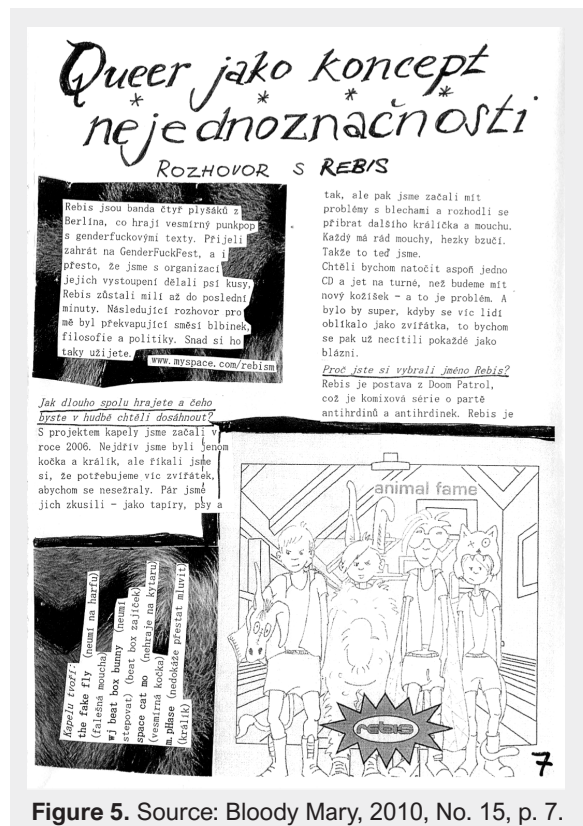 Queer jako koncept
nejednoznačnosti
ROZHOVOR S REBIS
Rebis jsou banda čtyř plyšáků z
Berlína, co hrají vesmírný punkpop
s genderfuckovými texty. Přijeli
zahrát na GenderFuckFest, a i
přesto, že jsme s organizací
jejich vystoupení dělali psí kusy,
Rebis zůstali milí až do poslední
minuty. Následující rozhovor pro
mě byl překvapující směsí blbinek,
filosofie a politiky. Snad si ho
taky užijete.
www.myspace.com/rebism
Jak dlouho spolu hrajete a čeho
byste v hudbě chtěli dosáhnout?
S projektem kapely jsme začali v
roce 2006. Nejdřív jsme byli jenom
kočka a králík, ale říkali jsme
si, že potřebujeme víc zvířátek,
abychom se nesežraly. Pár jsme
jich zkusili - jako tapíry, psy a
Kapelu tvoří:
the fake fly (neumí na harfu)
(falešná moucha)
wj beat box bunny (neumí
stepovat) (beat box zajíček)
space cat mo (nehraje na kytaru)
(vesmírná kočka)
m.pHase (nedokáže přestat mluvit)
(králík)
tak, ale pak jsme začali mít
problémy s blechami a rozhodli se
přibrat dalšího králíčka a mouchu.
Každý má rád mouchy, hezky bzučí.
Takže to teď jsme.
Chtěli bychom natočit aspoň jedno
CD a jet na turné, než budeme mít
nový kožíšek - a to je problém. A
bylo by super, kdyby se víc lidí
oblíkalo jako zvířátka, to bychom
se pak už necítili pokaždé jako
blázni.
Proč jste si vybrali jméno Rebis?
Rebis je postava z Doom Patrol,
což je komixová série o partě
antihrdinů a antihrdinek. Rebis je
animal fame
rebis
7
Figure 5. Source: Bloody Mary, 2010, No. 15, p. 7.